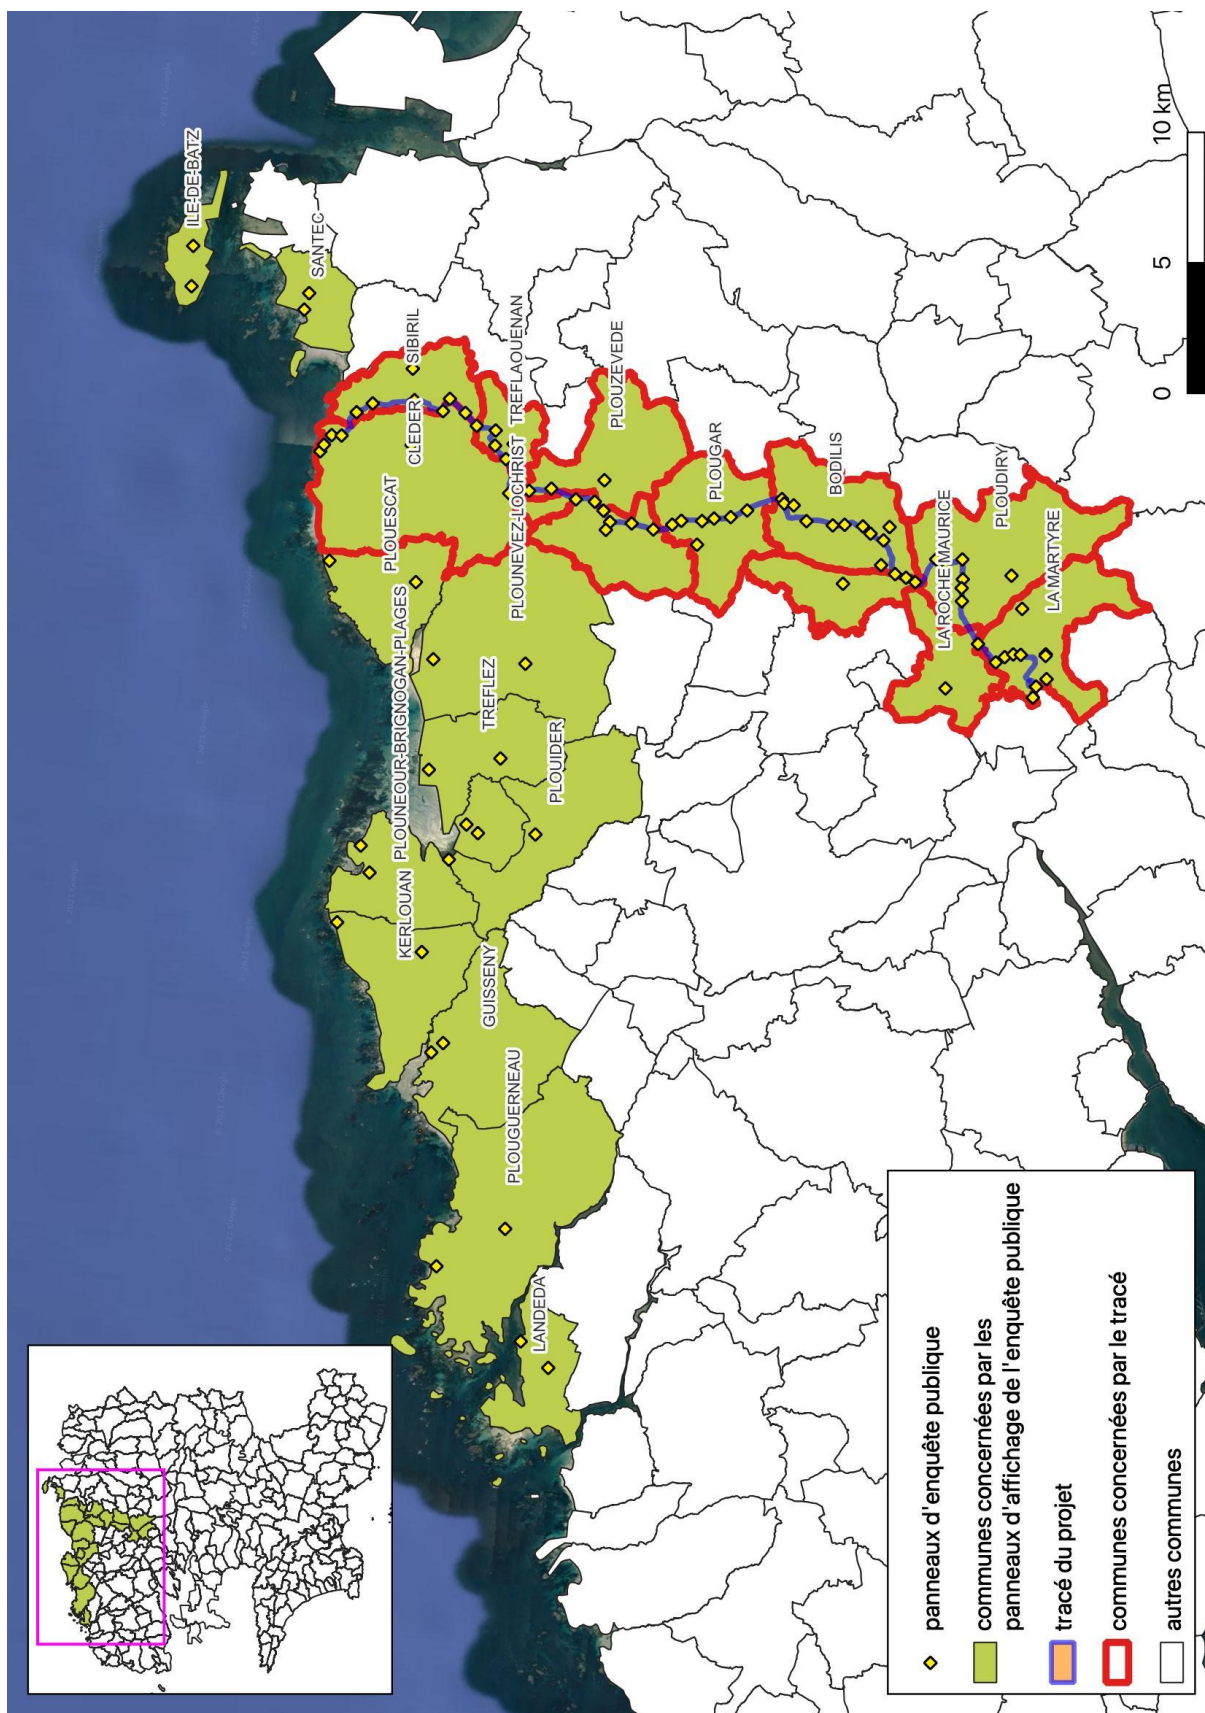 ILE-DE-BATZ
SANTEC
SIBIRIL
CLEDER
TREFLAOUENAN
PLOUESCAT
PLOUNEVEZ-LOCHRIST
PLOUZEVEDE
PLOUNEOUR-BRIGNOGAN-PLAGES
TREFLEZ
PLOUGAR
BODILIS
KERLOUAN
PLOUIDER
LA ROCHE MAURICE
PLOUDIRY
LA MARTYRE
GUISSENY
PLOUGUERNEAU
LANDEDA
0 5 10 km
panneaux d'enquête publique
communes concernées par les
panneaux d'affichage de l'enquête publique
tracé du projet
communes concernées par le tracé
autres communes